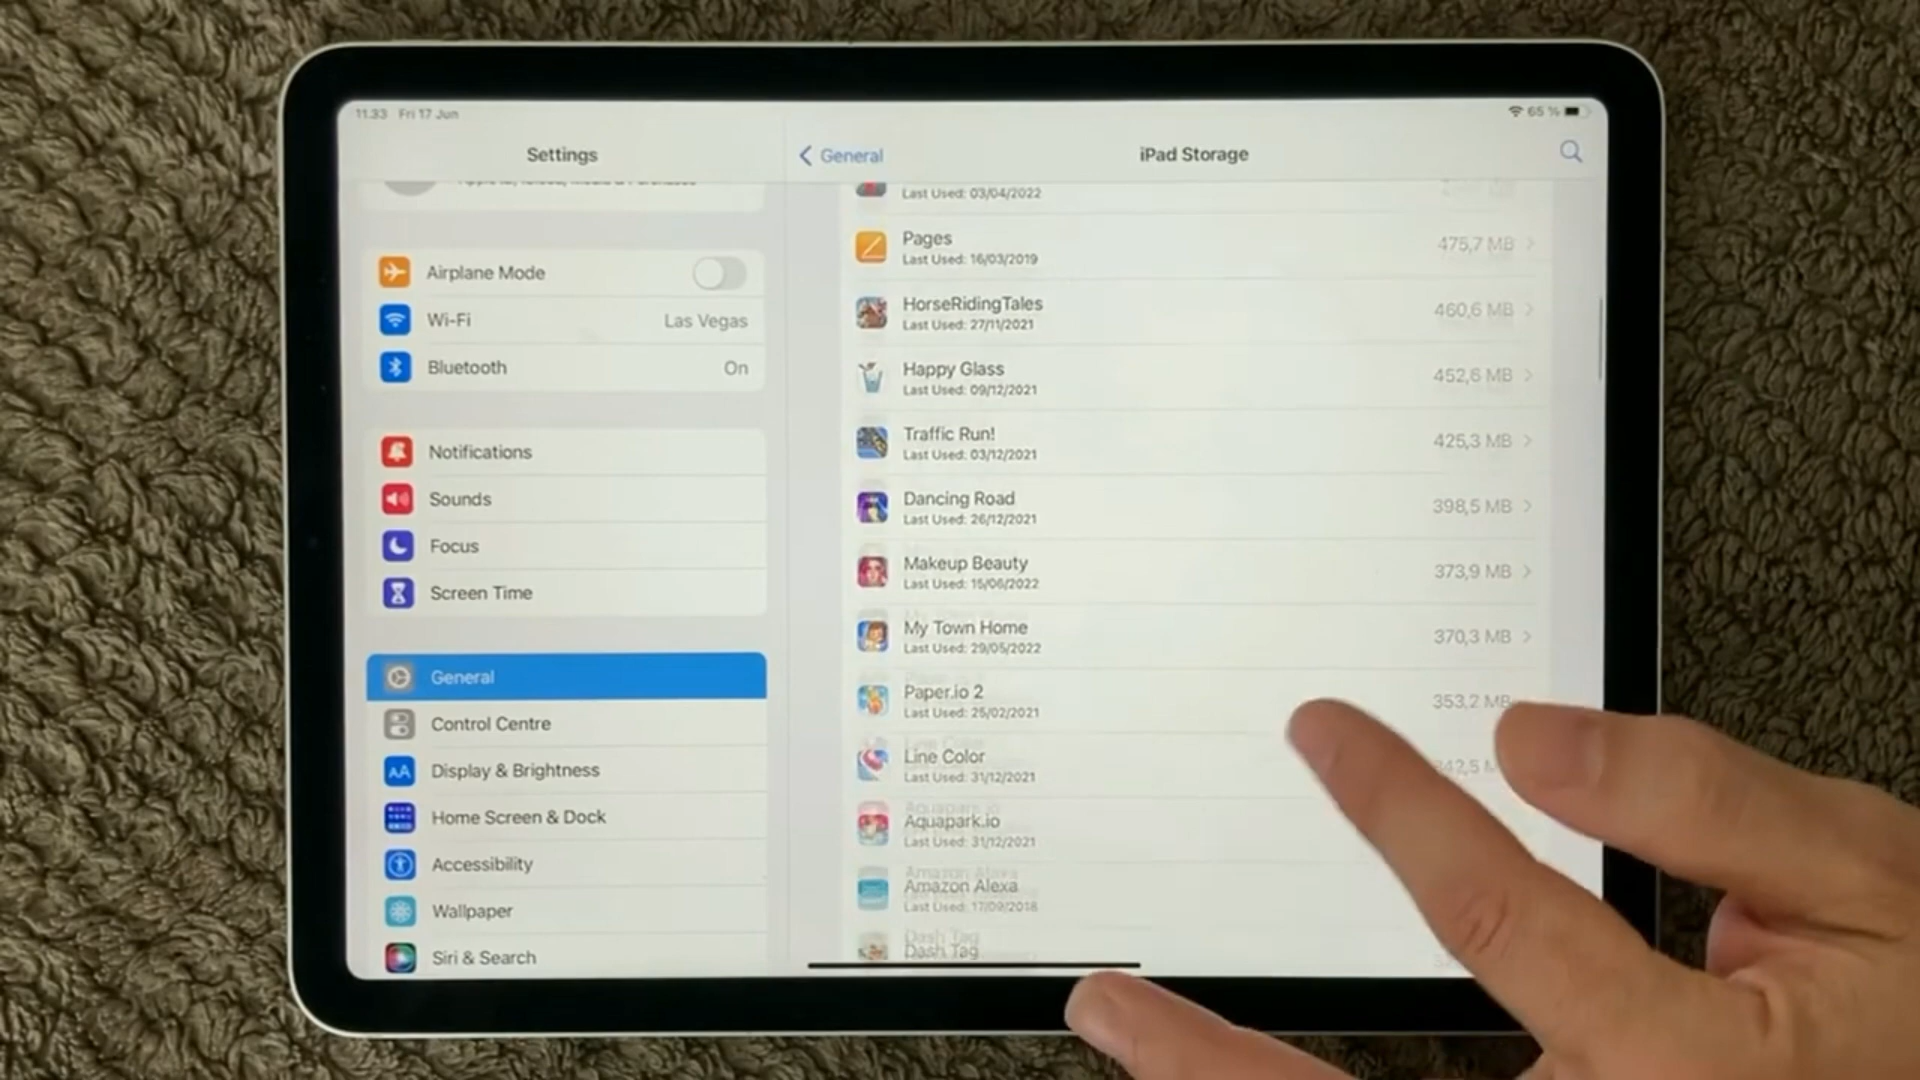 11.33 Fri 17 Jun
65 %
Settings
General
iPad Storage
Airplane Mode
Wi-Fi
Las Vegas
Bluetooth
On
Notifications
Sounds
Focus
Screen Time
General
Control Centre
Display & Brightness
Home Screen & Dock
Accessibility
Wallpaper
Siri & Search
Last Used: 03/04/2022
Pages
Last Used: 16/03/2019
475,7 MB
HorseRidingTales
Last Used: 27/11/2021
460,6 MB
Happy Glass
Last Used: 09/12/2021
452,6 MB
Traffic Run!
Last Used: 03/12/2021
425,3 MB
Dancing Road
Last Used: 26/12/2021
398,5 MB
Makeup Beauty
Last Used: 15/06/2022
373,9 MB
My Town Home
Last Used: 29/05/2022
370,3 MB
Paper.io 2
Last Used: 25/02/2021
353,2 MB
Line Color
Last Used: 31/12/2021
Aquapark.io
Last Used: 31/12/2021
Amazon Alexa
Last Used: 17/09/2018
Dash Tag